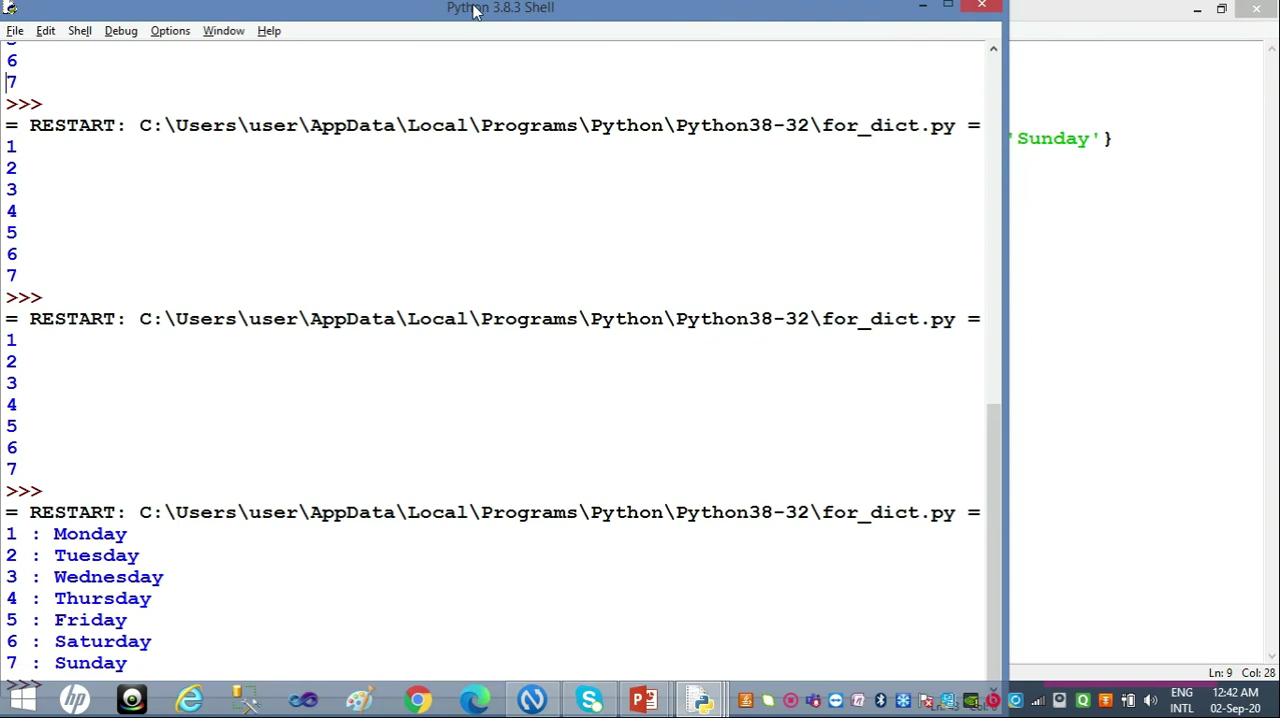 Python 3.8.3 Shell
File Edit Shell Debug Options Window Help
6
7
>>>
= RESTART: C:\Users\user\AppData\Local\Programs\Python\Python38-32\for_dict.py =
1
2
3
4
5
6
7
>>>
= RESTART: C:\Users\user\AppData\Local\Programs\Python\Python38-32\for_dict.py =
1
2
3
4
5
6
7
>>>
= RESTART: C:\Users\user\AppData\Local\Programs\Python\Python38-32\for_dict.py =
1 : Monday
2 : Tuesday
3 : Wednesday
4 : Thursday
5 : Friday
6 : Saturday
7 : Sunday
>>>
'Sunday'}
Ln: 9 Col: 28
ENG 12:42 AM
INTL 02-Sep-20